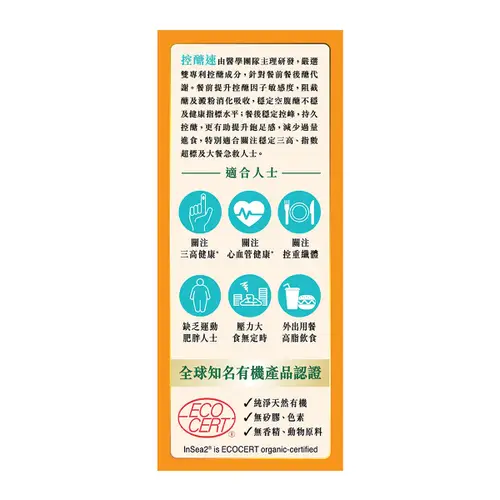 控醣速由醫學團隊主理研發，嚴選
雙專利控醣成分，針對餐前餐後醣代
謝。餐前提升控醣因子敏感度，阻截
醣及澱粉消化吸收，穩定空腹醣不穩
及健康指標水平；餐後穩定控峰，持久
控醣，更有助提升飽足感，減少過量
進食，特別適合關注穩定三高、指數
超標及大餐急救人士。
適合人士
關注
三高健康*
關注
心血管健康*
關注
控重纖體
缺乏運動
肥胖人士
壓力大
食無定時
外出用餐
高脂飲食
全球知名有機產品認證
ECO
CERT®
✓純淨天然有機
✓無矽膠、色素
✓無香精、動物原料
InSea2® is ECOCERT organic-certified